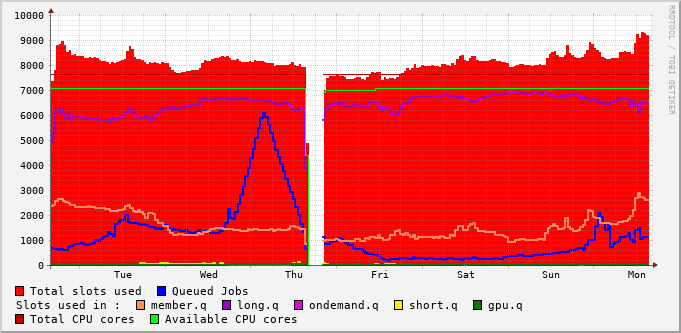 10000
9000
8000
7000
6000
5000
4000
3000
2000
1000
0
Tue Wed Thu Fri Sat Sun Mon
Total slots used Queued Jobs
Slots used in : member.q long.q ondemand.q short.q gpu.q
Total CPU cores Available CPU cores
RRDTOOL / TOBI OETIKER